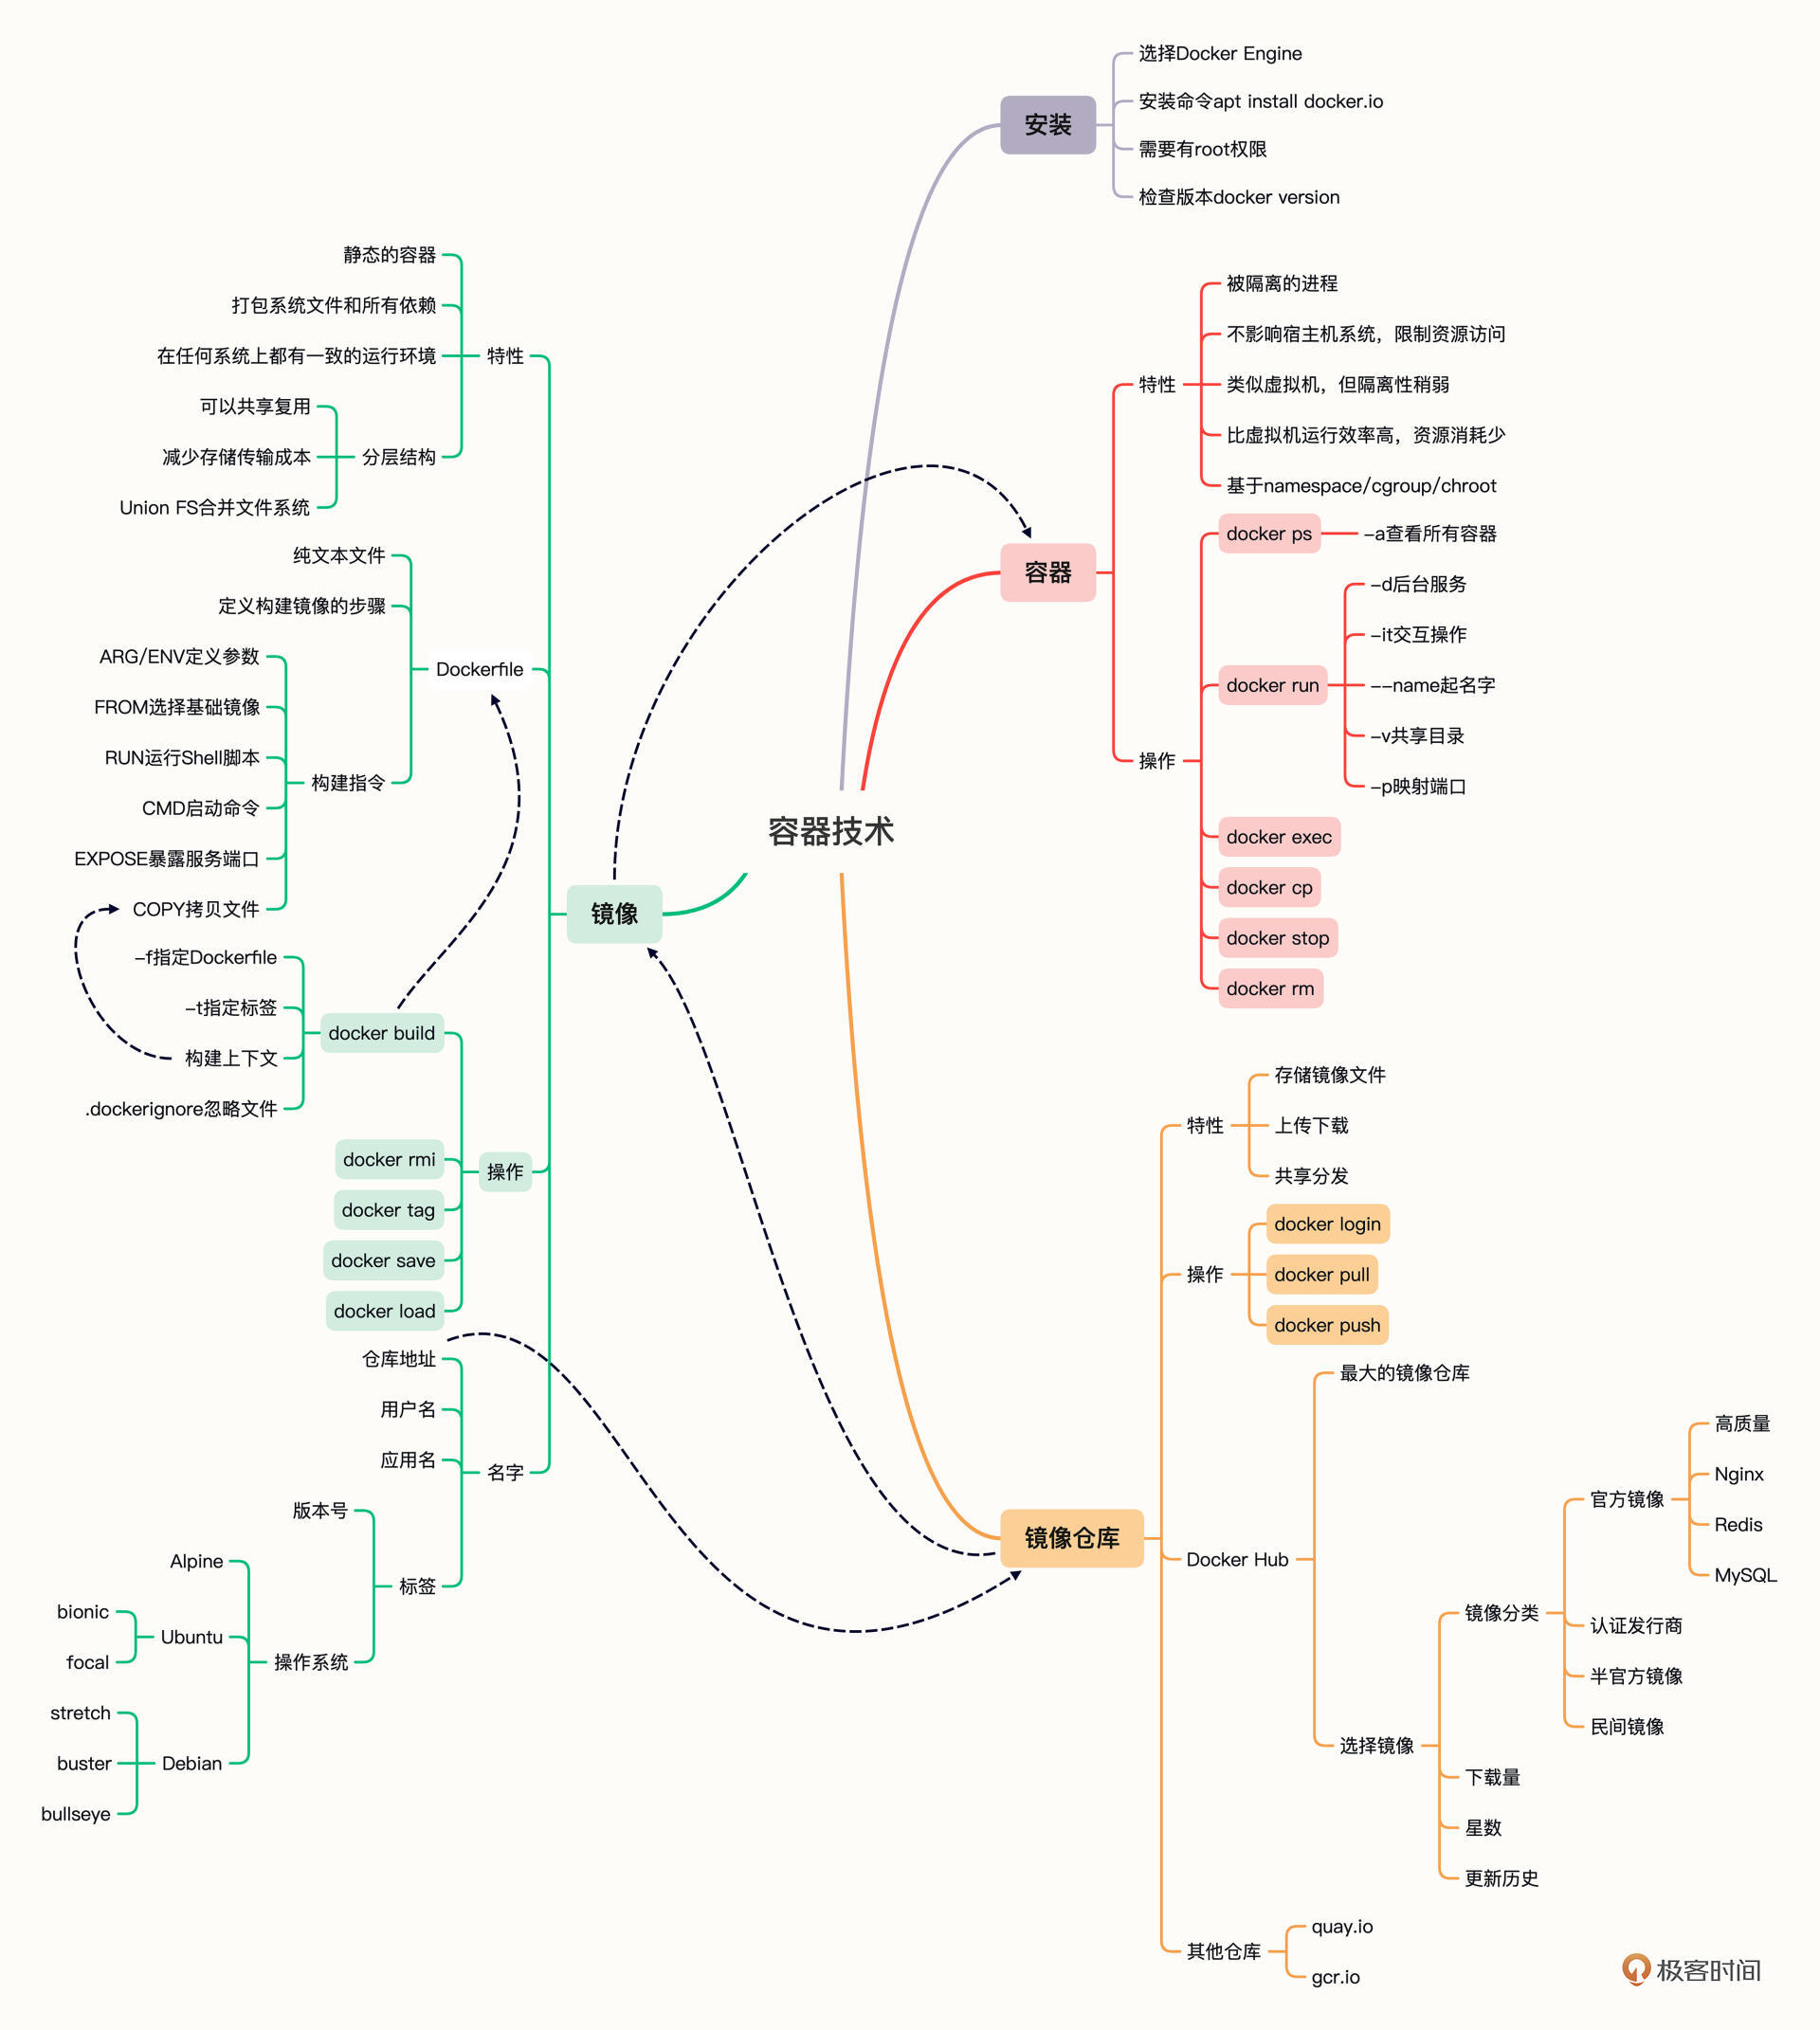 容器技术
安装
选择Docker Engine
安装命令apt install docker.io
需要有root权限
检查版本docker version
容器
特性
被隔离的进程
不影响宿主机系统，限制资源访问
类似虚拟机，但隔离性稍弱
比虚拟机运行效率高，资源消耗少
基于namespace/cgroup/chroot
操作
docker ps
-a查看所有容器
docker run
-d后台服务
-it交互操作
--name起名字
-v共享目录
-p映射端口
docker exec
docker cp
docker stop
docker rm
镜像仓库
特性
存储镜像文件
上传下载
共享分发
操作
docker login
docker pull
docker push
Docker Hub
最大的镜像仓库
选择镜像
镜像分类
官方镜像
高质量
Nginx
Redis
MySQL
认证发行商
半官方镜像
民间镜像
下载量
星数
更新历史
其他仓库
quay.io
gcr.io
镜像
特性
静态的容器
打包系统文件和所有依赖
在任何系统上都有一致的运行环境
分层结构
可以共享复用
减少存储传输成本
Union FS合并文件系统
Dockerfile
纯文本文件
定义构建镜像的步骤
构建指令
ARG/ENV定义参数
FROM选择基础镜像
RUN运行Shell脚本
CMD启动命令
EXPOSE暴露服务端口
COPY拷贝文件
操作
docker build
-f指定Dockerfile
-t指定标签
构建上下文
.dockerignore忽略文件
docker rmi
docker tag
docker save
docker load
名字
仓库地址
用户名
应用名
标签
版本号
操作系统
Alpine
Ubuntu
bionic
focal
Debian
stretch
buster
bullseye
极客时间